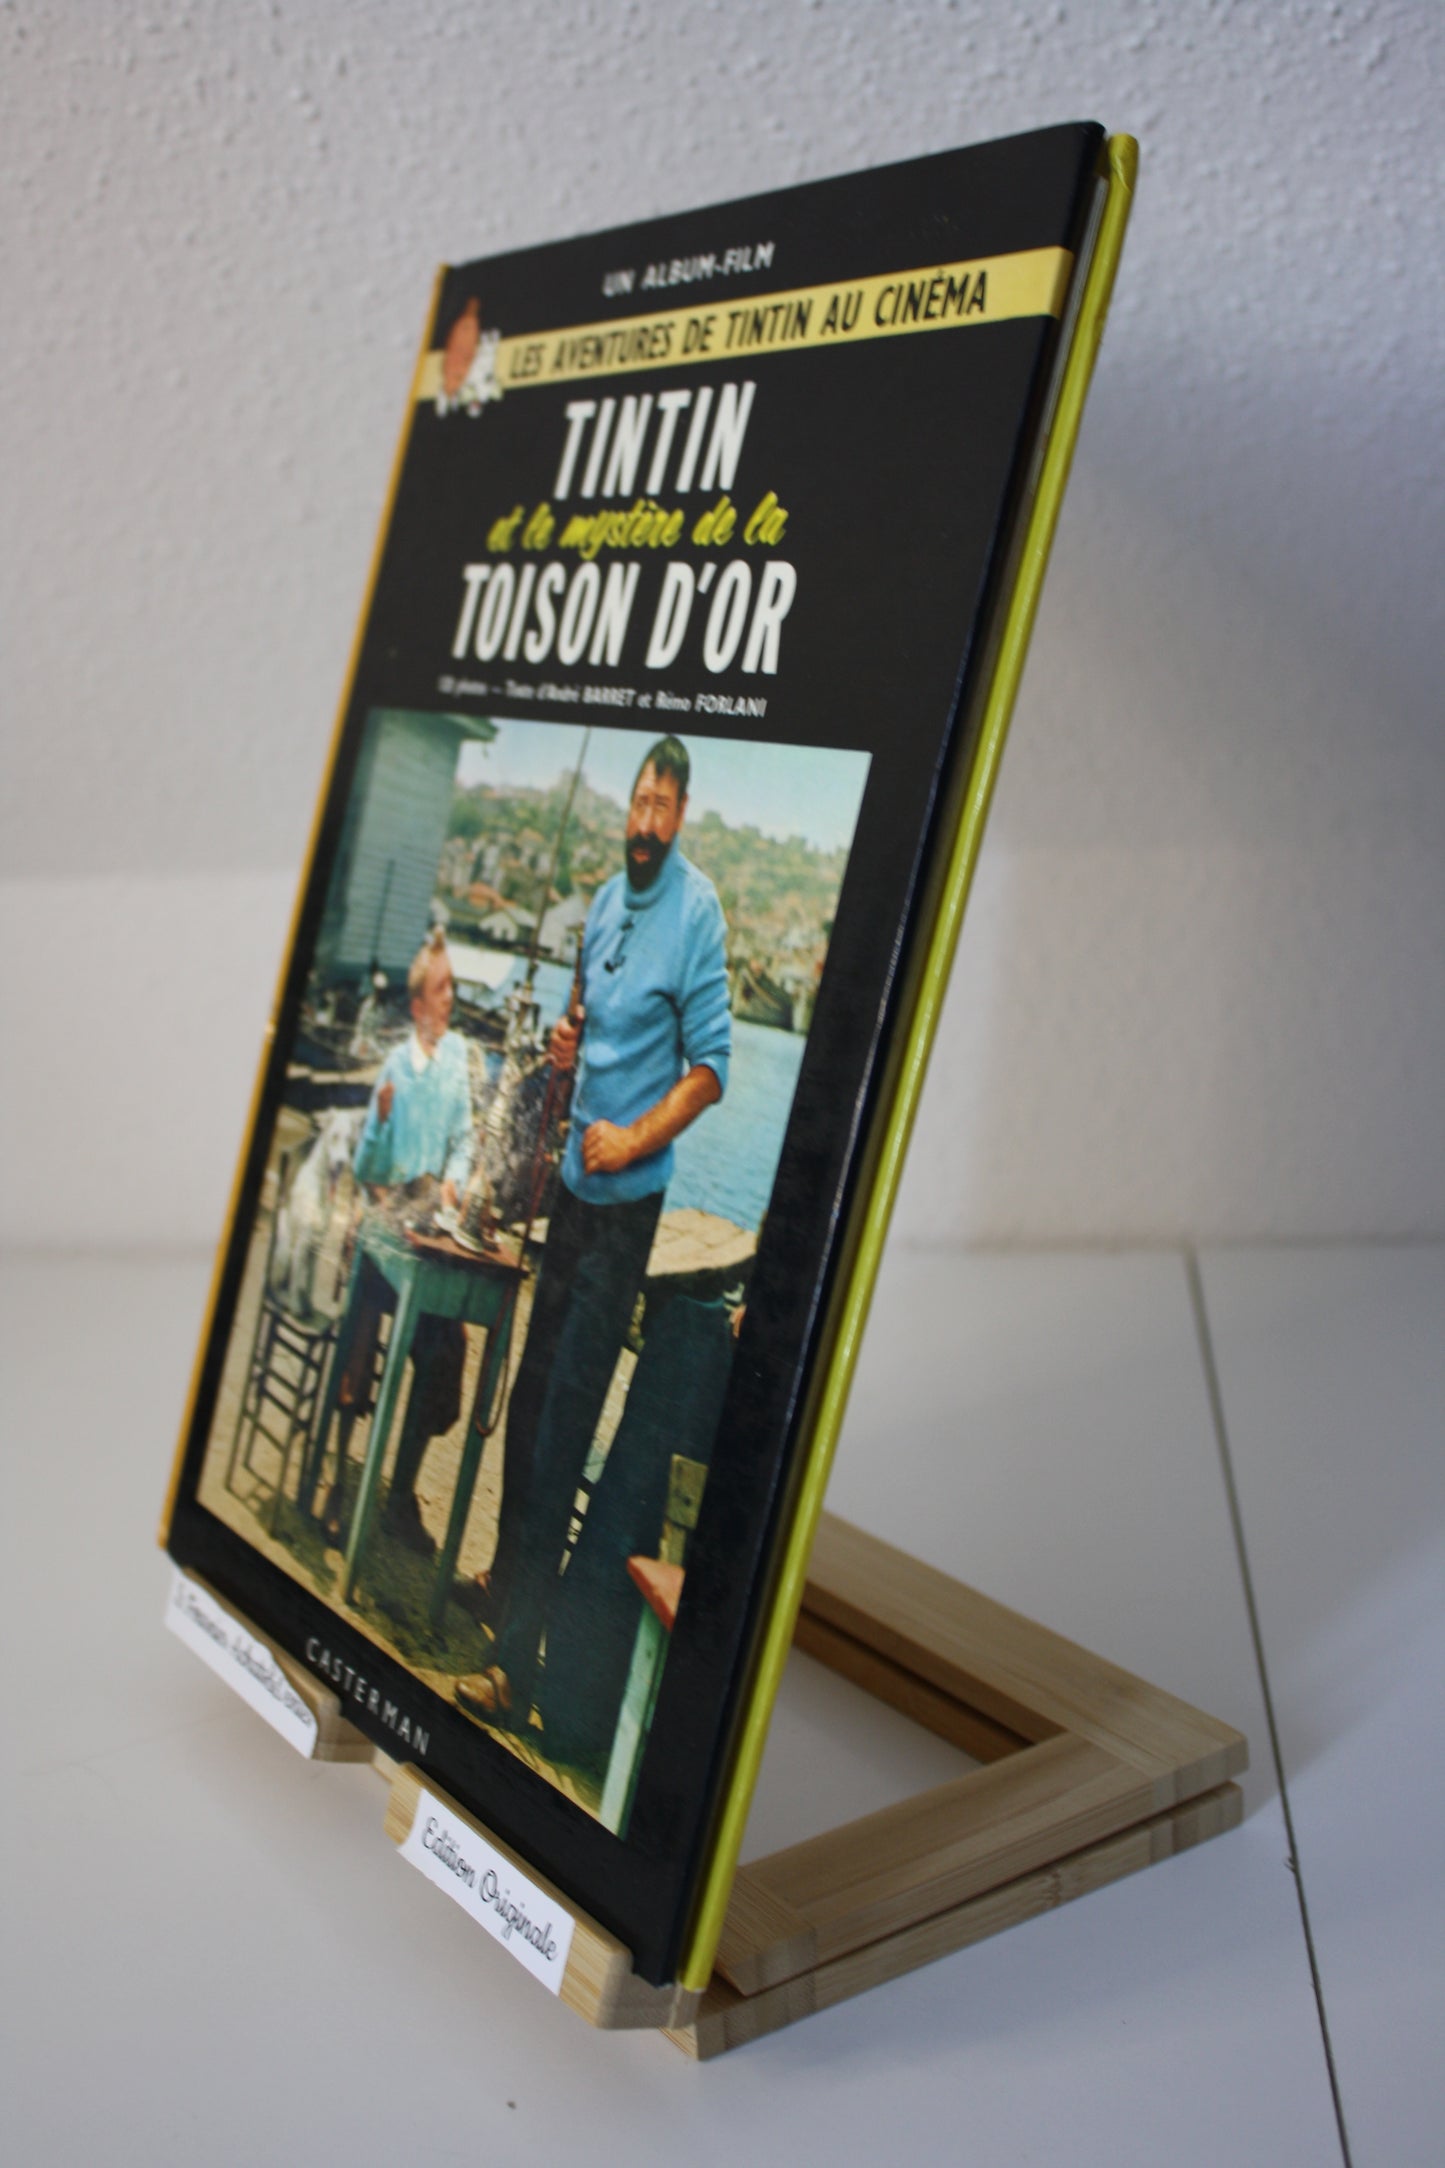 UN ALBUM-FILM
LES AVENTURES DE TINTIN AU CINÉMA
TINTIN
et le mystère de la
TOISON D'OR
photos — Texte d'André BARRET et Rémo FORLANI
CASTERMAN
Edition Originale